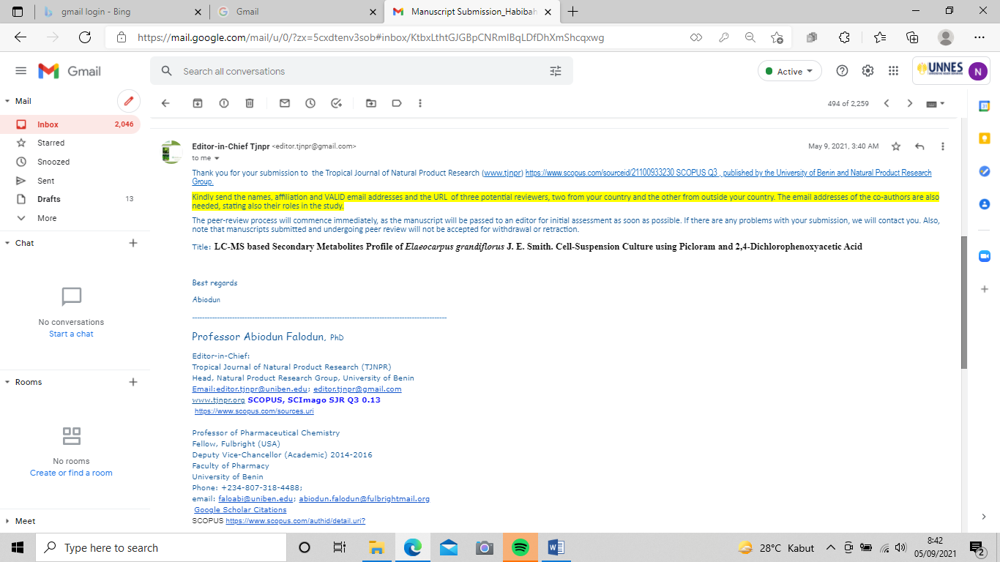 gmail login - Bing
Gmail
Manuscript Submission_Habibah
https://mail.google.com/mail/u/0/?zx=5cxdtenv3sob#inbox/KtbxLthtGJGBpCNRmlBqLDfDhXmShcqxwg
Gmail
Search all conversations
Active
UNNES
N
Mail
494 of 2,259
Inbox 2,046
Starred
Snoozed
Sent
Drafts 13
More
Chat
No conversations
Start a chat
Rooms
No rooms
Create or find a room
Meet
Editor-in-Chief Tjnpr <editor.tjnpr@gmail.com>
May 9, 2021, 3:40 AM
to me
Thank you for your submission to the Tropical Journal of Natural Product Research (www.tjnpr) https://www.scopus.com/sourceid/21100933230 SCOPUS Q3 , published by the University of Benin and Natural Product Research
Group.
Kindly send the names, affiliation and VALID email addresses and the URL of three potential reviewers, two from your country and the other from outside your country. The email addresses of the co-authors are also
needed, stating also their roles in the study.
The peer-review process will commence immediately, as the manuscript will be passed to an editor for initial assessment as soon as possible. If there are any problems with your submission, we will contact you. Also,
note that manuscripts submitted and undergoing peer review will not be accepted for withdrawal or retraction.
Title: LC-MS based Secondary Metabolites Profile of Elaeocarpus grandiflorus J. E. Smith. Cell-Suspension Culture using Picloram and 2,4-Dichlorophenoxyacetic Acid
Best regards
Abiodun
--------------------------------------------------------------------------------------------------------
Professor Abiodun Falodun, PhD
Editor-in-Chief:
Tropical Journal of Natural Product Research (TJNPR)
Head, Natural Product Research Group, University of Benin
Email:editor.tjnpr@uniben.edu; editor.tjnpr@gmail.com
www.tjnpr.org SCOPUS, SCImago SJR Q3 0.13
https://www.scopus.com/sources.uri
Professor of Pharmaceutical Chemistry
Fellow, Fulbright (USA)
Deputy Vice-Chancellor (Academic) 2014-2016
Faculty of Pharmacy
University of Benin
Phone: +234-807-318-4488;
email: faloabi@uniben.edu; abiodun.falodun@fulbrightmail.org
Google Scholar Citations
SCOPUS https://www.scopus.com/authid/detail.uri?
Type here to search
28°C Kabut
8:42
05/09/2021
2